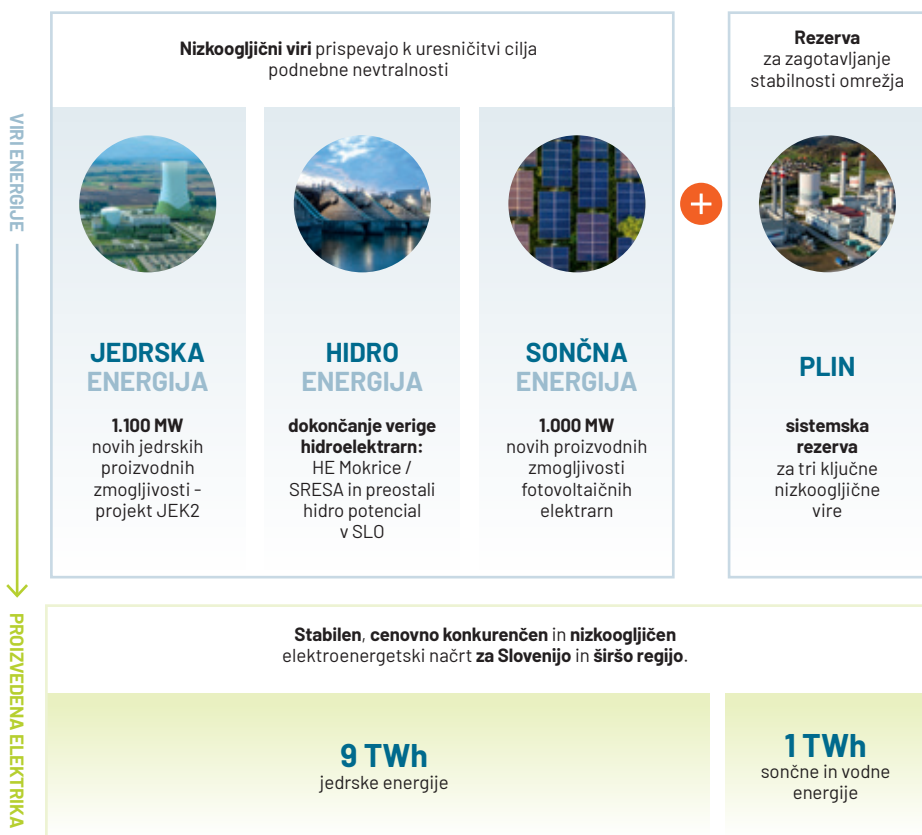 Nizkoogljični viri prispevajo k uresničitvi cilja
podnebne nevtralnosti
Rezerva
za zagotavljanje
stabilnosti omrežja
VIRI ENERGIJE
JEDRSKA
ENERGIJA
1.100 MW
novih jedrskih
proizvodnih
zmogljivosti -
projekt JEK2
HIDRO
ENERGIJA
dokončanje verige
hidroelektrarn:
HE Mokrice /
SRESA in preostali
hidro potencial
v SLO
SONČNA
ENERGIJA
1.000 MW
novih proizvodnih
zmogljivosti
fotovoltaičnih
elektrarn
+
PLIN
sistemska
rezerva
za tri ključne
nizkoogljične
vire
PROIZVEDENA ELEKTRIKA
Stabilen, cenovno konkurenčen in nizkoogljičen
elektroenergetski načrt za Slovenijo in širšo regijo.
9 TWh
jedrske energije
1 TWh
sončne in vodne
energije